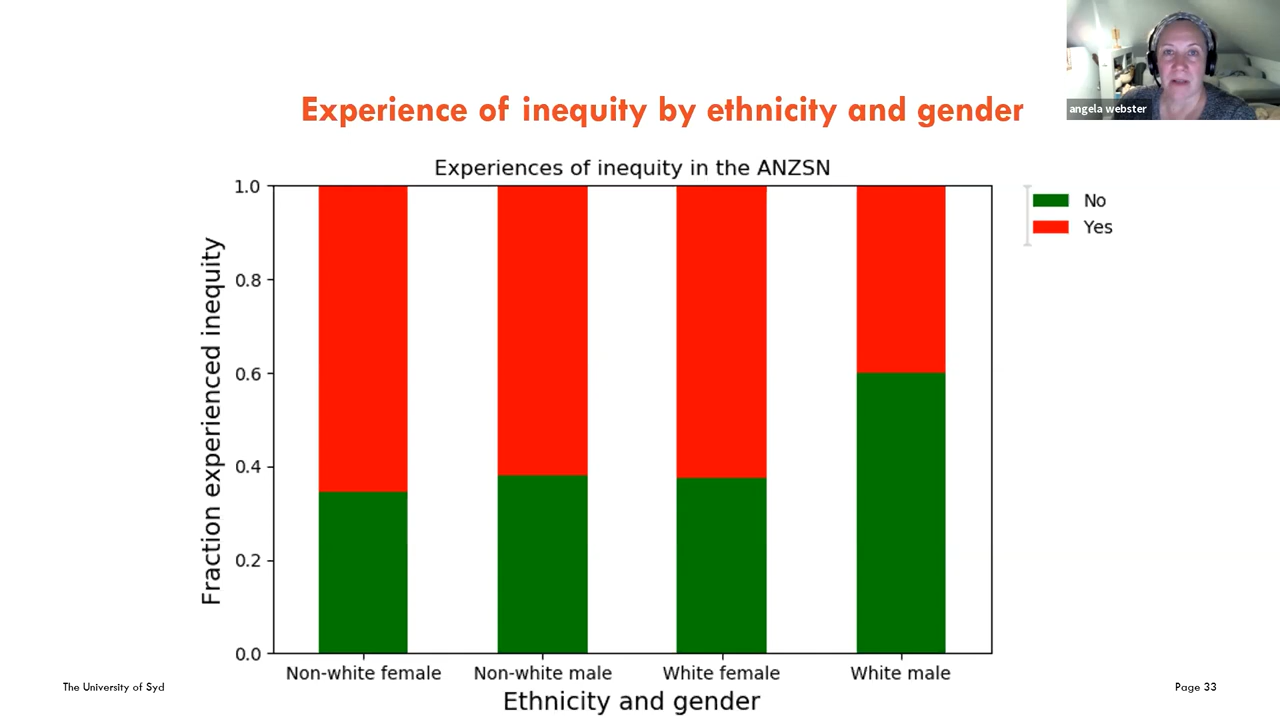 angela webster
Experience of inequity by ethnicity and gender
Experiences of inequity in the ANZSN
No
Yes
Fraction experienced inequity
1.0
0.8
0.6
0.4
0.2
0.0
Non-white female
Non-white male
White female
White male
Ethnicity and gender
The University of Syd
Page 33